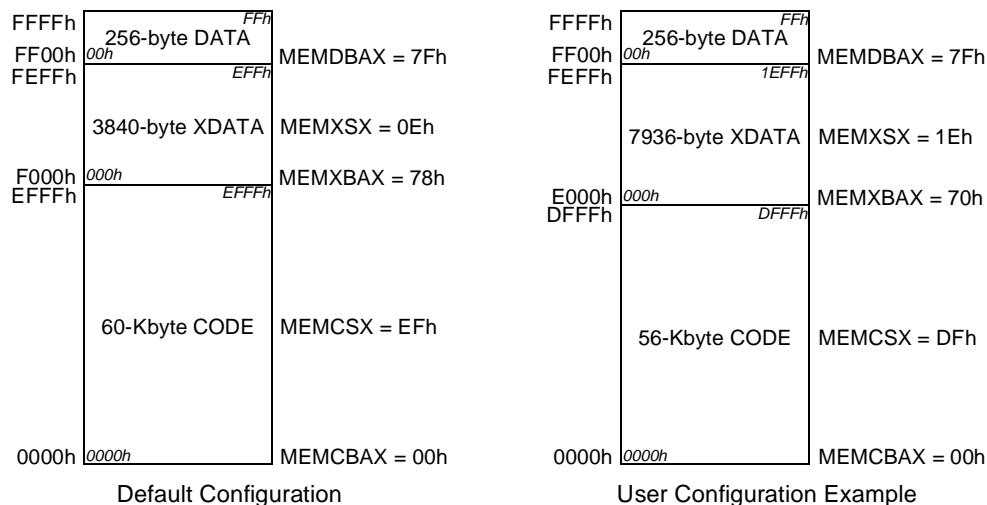 FFFFh
FFh
256-byte DATA
FF00h
00h
MEMDBAX = 7Fh
FEFFh
EFFh
3840-byte XDATA
MEMXSX = 0Eh
F000h
000h
MEMXBAX = 78h
EFFFh
EFFFh
60-Kbyte CODE
MEMCSX = EFh
0000h
0000h
MEMCBAX = 00h
Default Configuration
FFFFh
FFh
256-byte DATA
FF00h
00h
MEMDBAX = 7Fh
FEFFh
1EFFh
7936-byte XDATA
MEMXSX = 1Eh
E000h
000h
MEMXBAX = 70h
DFFFh
DFFFh
56-Kbyte CODE
MEMCSX = DFh
0000h
0000h
MEMCBAX = 00h
User Configuration Example